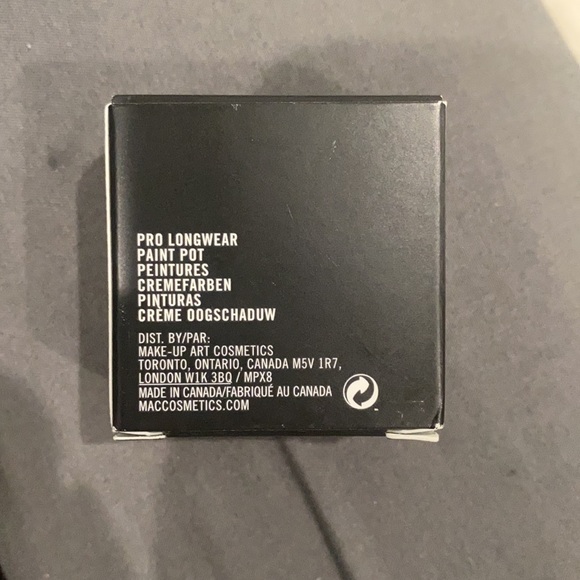 PRO LONGWEAR
PAINT POT
PEINTURES
CREMEFARBEN
PINTURAS
CRÈME OOGSCHADUW
DIST. BY/PAR:
MAKE-UP ART COSMETICS
TORONTO, ONTARIO, CANADA M5V 1R7,
LONDON W1K 3BQ / MPX8
MADE IN CANADA/FABRIQUÉ AU CANADA
MACCOSMETICS.COM